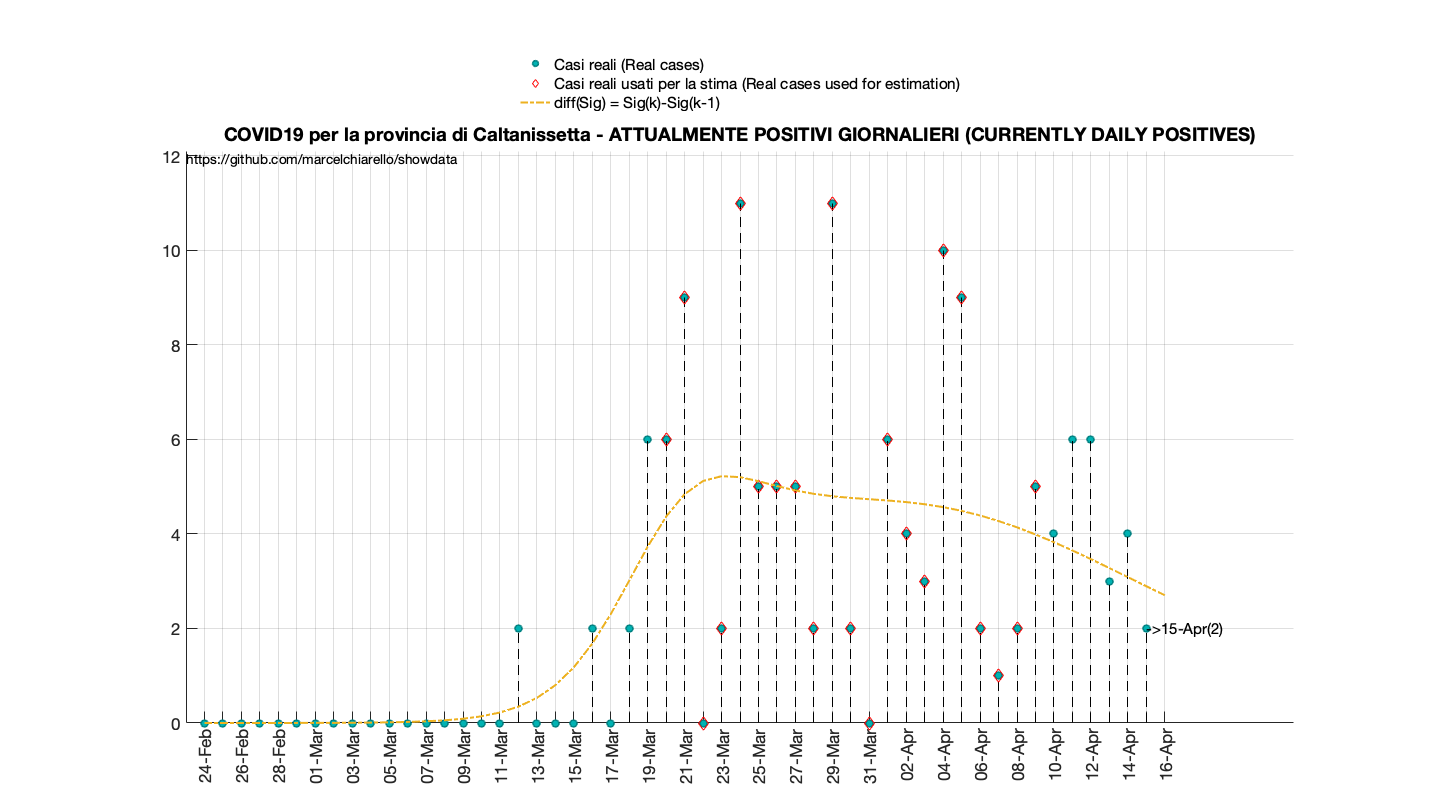 Casi reali (Real cases)
Casi reali usati per la stima (Real cases used for estimation)
diff(Sig) = Sig(k)-Sig(k-1)
COVID19 per la provincia di Caltanissetta - ATTUALMENTE POSITIVI GIORNALIERI (CURRENTLY DAILY POSITIVES)
https://github.com/marcelchiarello/showdata
12
10
8
6
4
2
0
->15-Apr(2)
24-Feb
26-Feb
28-Feb
01-Mar
03-Mar
05-Mar
07-Mar
09-Mar
11-Mar
13-Mar
15-Mar
17-Mar
19-Mar
21-Mar
23-Mar
25-Mar
27-Mar
29-Mar
31-Mar
02-Apr
04-Apr
06-Apr
08-Apr
10-Apr
12-Apr
14-Apr
16-Apr